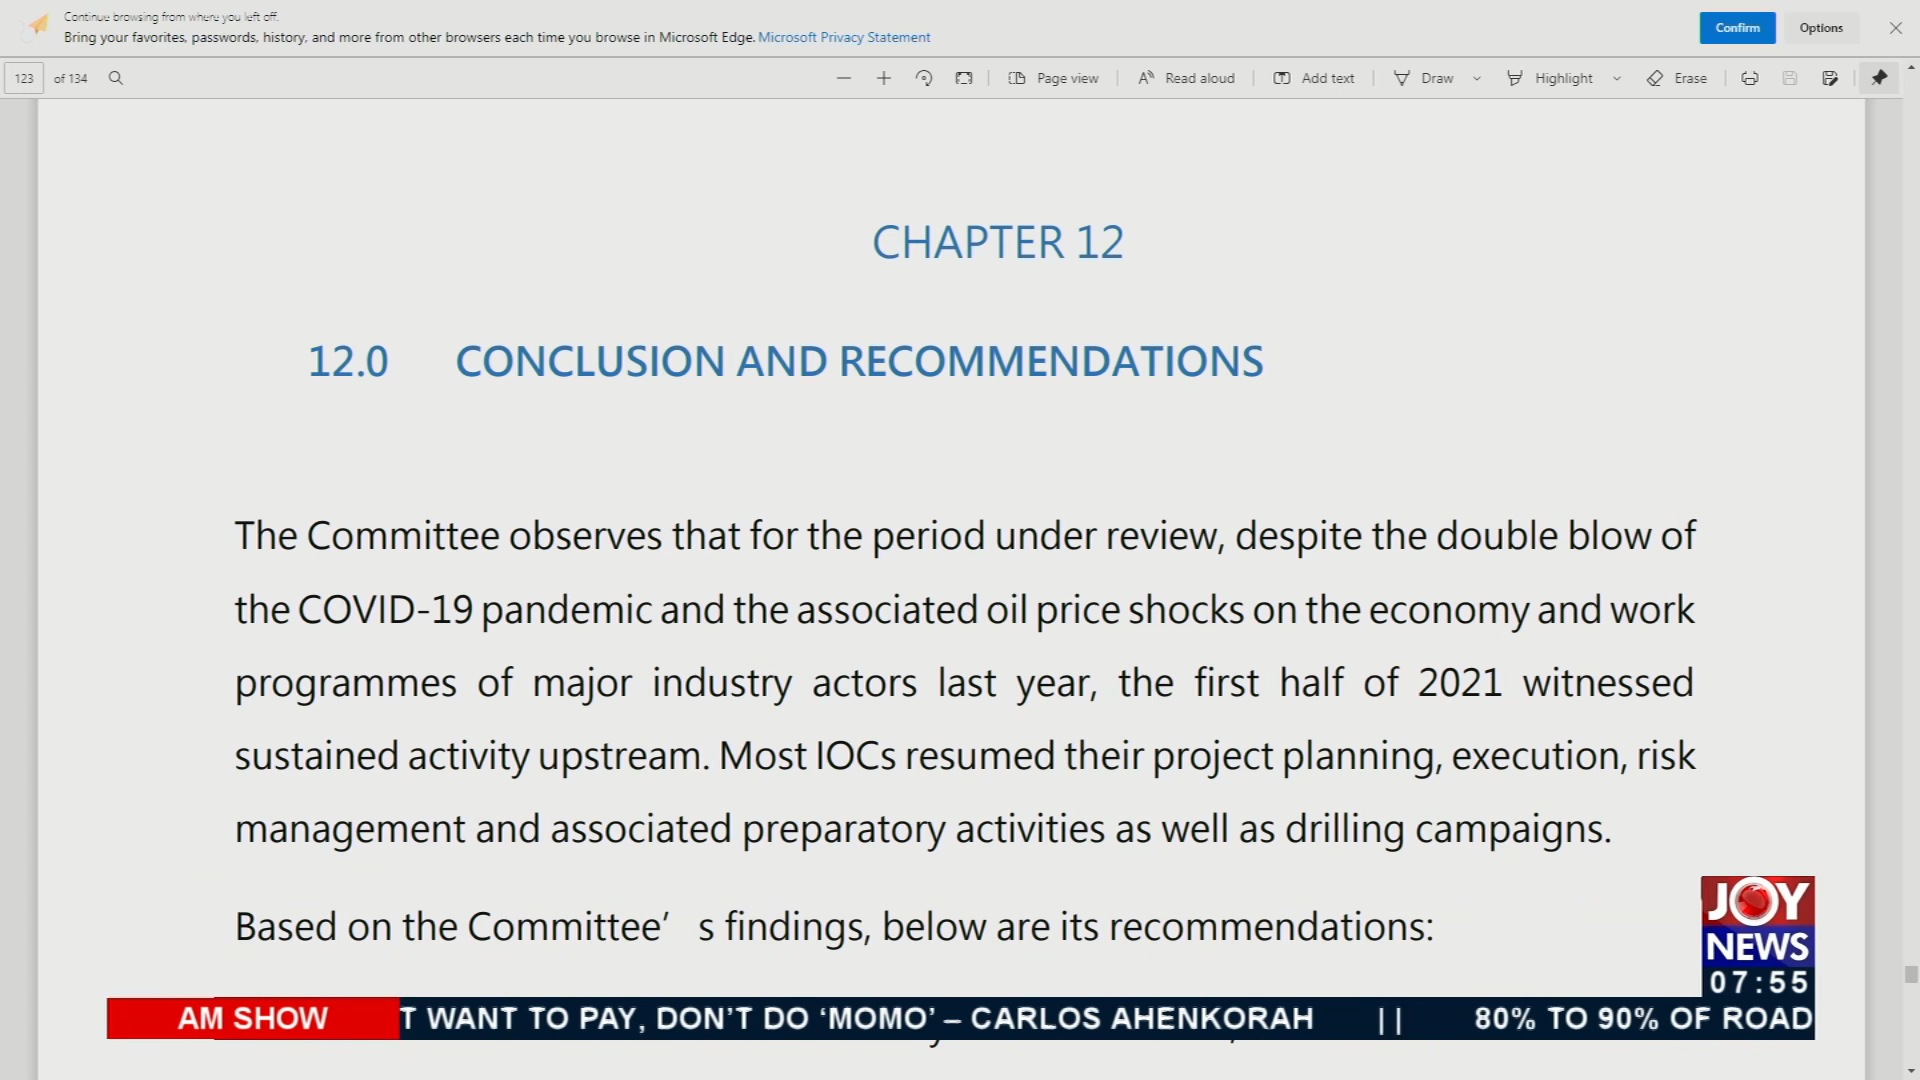 Continue browsing from where you left off.
Bring your favorites, passwords, history, and more from other browsers each time you browse in Microsoft Edge. Microsoft Privacy Statement
Confirm
Options
123 of 134
Page view
Read aloud
Add text
Draw
Highlight
Erase
CHAPTER 12
12.0 CONCLUSION AND RECOMMENDATIONS
The Committee observes that for the period under review, despite the double blow of
the COVID-19 pandemic and the associated oil price shocks on the economy and work
programmes of major industry actors last year, the first half of 2021 witnessed
sustained activity upstream. Most IOCs resumed their project planning, execution, risk
management and associated preparatory activities as well as drilling campaigns.
Based on the Committee’ s findings, below are its recommendations:
JOY
NEWS
07:55
AM SHOW
T WANT TO PAY, DON’T DO ‘MOMO’ – CARLOS AHENKORAH || 80% TO 90% OF ROAD